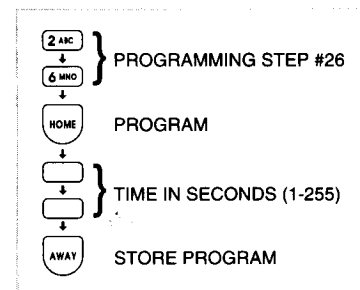 2 ABC
PROGRAMMING STEP #26
6 MNO
HOME PROGRAM
TIME IN SECONDS (1-255)
AWAY STORE PROGRAM